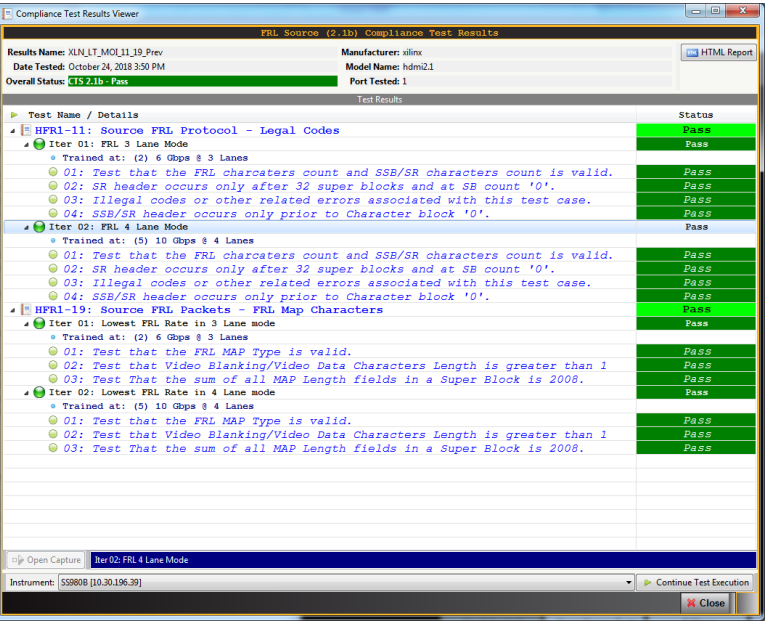 Compliance Test Results Viewer
FRL Source (2.1b) Compliance Test Results
Results Name: XLN_LT_MOI_11_19_Prev
Manufacturer: xilinx
HTML Report
Date Tested: October 24, 2018 3:50 PM
Model Name: hdmi2.1
Overall Status: CTS 2.1b - Pass
Port Tested: 1
Test Results
Test Name / Details Status
HFR1-11: Source FRL Protocol - Legal Codes Pass
Iter 01: FRL 3 Lane Mode Pass
Trained at: (2) 6 Gbps @ 3 Lanes
01: Test that the FRL charcaters count and SSB/SR characters count is valid. Pass
02: SR header occurs only after 32 super blocks and at SB count '0'. Pass
03: Illegal codes or other related errors associated with this test case. Pass
04: SSB/SR header occurs only prior to Character block '0'. Pass
Iter 02: FRL 4 Lane Mode Pass
Trained at: (5) 10 Gbps @ 4 Lanes
01: Test that the FRL charcaters count and SSB/SR characters count is valid. Pass
02: SR header occurs only after 32 super blocks and at SB count '0'. Pass
03: Illegal codes or other related errors associated with this test case. Pass
04: SSB/SR header occurs only prior to Character block '0'. Pass
HFR1-19: Source FRL Packets - FRL Map Characters Pass
Iter 01: Lowest FRL Rate in 3 Lane mode Pass
Trained at: (2) 6 Gbps @ 3 Lanes
01: Test that the FRL MAP Type is valid. Pass
02: Test that Video Blanking/Video Data Characters Length is greater than 1 Pass
03: Test That the sum of all MAP Length fields in a Super Block is 2008. Pass
Iter 02: Lowest FRL Rate in 4 Lane mode Pass
Trained at: (5) 10 Gbps @ 4 Lanes
01: Test that the FRL MAP Type is valid. Pass
02: Test that Video Blanking/Video Data Characters Length is greater than 1 Pass
03: Test That the sum of all MAP Length fields in a Super Block is 2008. Pass
Open Capture Iter 02: FRL 4 Lane Mode
Instrument: SS980B [10.30.196.39] Continue Test Execution
Close